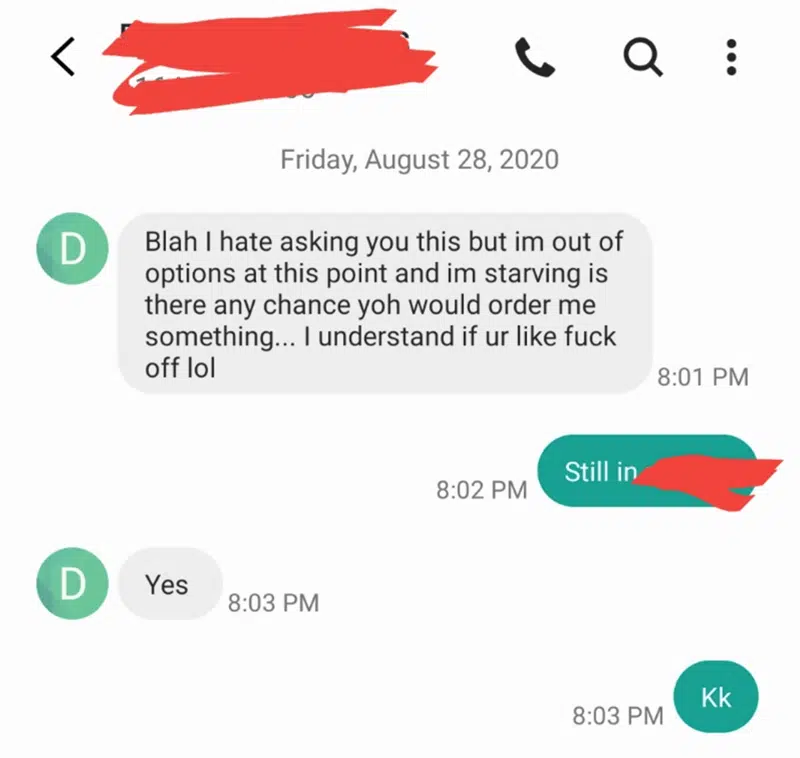 Friday, August 28, 2020
D
Blah I hate asking you this but im out of
options at this point and im starving is
there any chance yoh would order me
something... I understand if ur like fuck
off lol
8:01 PM
Still in
8:02 PM
D
Yes
8:03 PM
Kk
8:03 PM